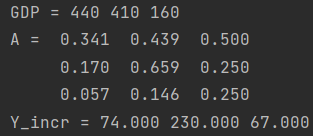 GDP = 440 410 160
A =  0.341  0.439  0.500
0.170  0.659  0.250
0.057  0.146  0.250
Y_incr = 74.000 230.000 67.000